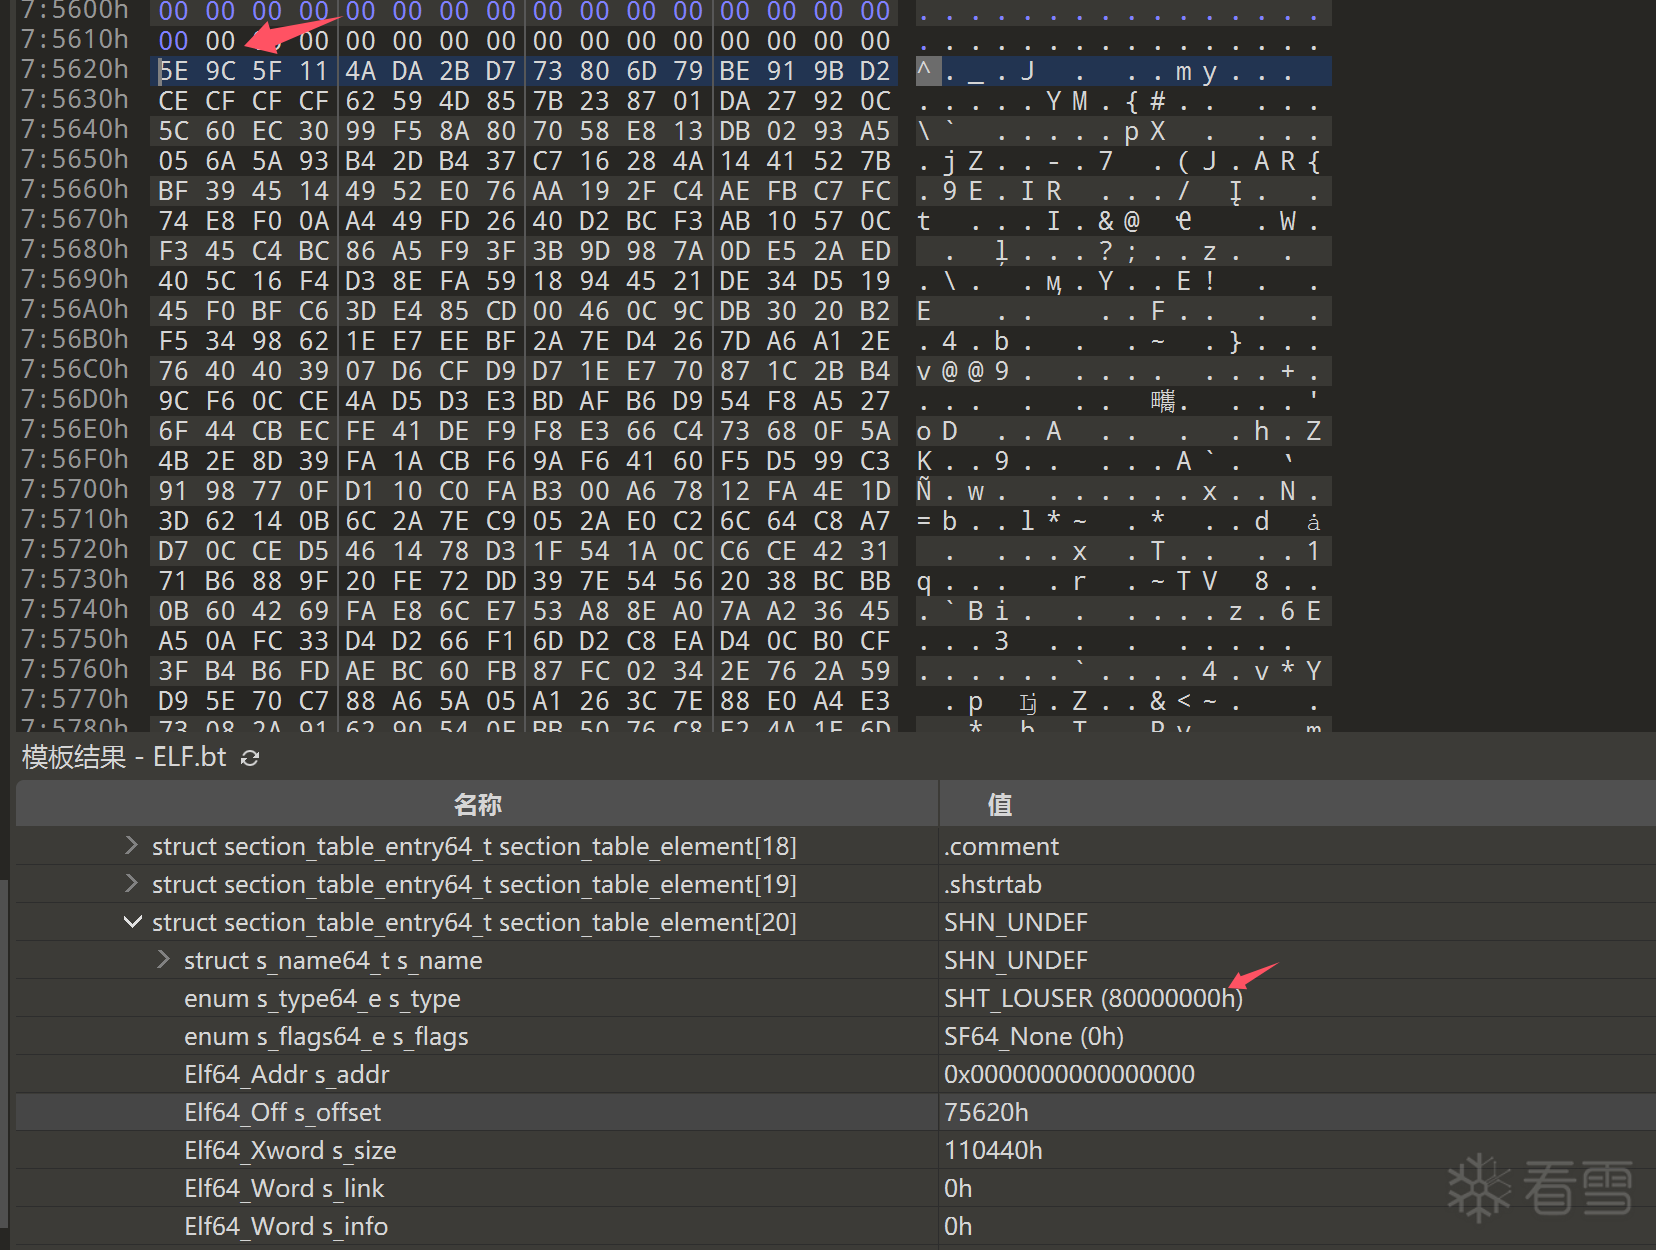 7:5600h 00 00 00 00 00 00 00 00 00 00 00 00 00 00 00 00 . . . . . . . . . . . . . . . .
7:5610h 00 00 00 00 00 00 00 00 00 00 00 00 00 00 00 . . . . . . . . . . . . . . . .
7:5620h 5E 9C 5F 11 4A DA 2B D7 73 80 6D 79 BE 91 9B D2 ^ . _ . J . . . m y . . .
7:5630h CE CF CF CF 62 59 4D 85 7B 23 87 01 DA 27 92 0C . . . . . Y M . { # . . . . .
7:5640h 5C 60 EC 30 99 F5 8A 80 70 58 E8 13 DB 02 93 A5 \ ` . . . . . p X . . . .
7:5650h 05 6A 5A 93 B4 2D B4 37 C7 16 28 4A 14 41 52 7B . j Z . . - . 7 . ( J . A R {
7:5660h BF 39 45 14 49 52 E0 76 AA 19 2F C4 AE FB C7 FC . 9 E . I R . . . / Į . .
7:5670h 74 E8 F0 0A A4 49 FD 26 40 D2 BC F3 AB 10 57 0C t . . . I . & @ Ҽ . W .
7:5680h F3 45 C4 BC 86 A5 F9 3F 3B 9D 98 7A 0D E5 2A ED . ļ . . . ? ; . . z . .
7:5690h 40 5C 16 F4 D3 8E FA 59 18 94 45 21 DE 34 D5 19 . \ . . ӎ . Y . . E ! . .
7:56A0h 45 F0 BF C6 3D E4 85 CD 00 46 0C 9C DB 30 20 B2 E . . . . F . . . .
7:56B0h F5 34 98 62 1E E7 EE BF 2A 7E D4 26 7D A6 A1 2E . 4 . b . . . ~ . } . . .
7:56C0h 76 40 40 39 07 D6 CF D9 D7 1E E7 70 87 1C 2B B4 v @ @ 9 . . . . . . . . + .
7:56D0h 9C F6 0C CE 4A D5 D3 E3 BD AF B6 D9 54 F8 A5 27 . . . . . . . . . . '
7:56E0h 6F 44 CB EC FE 41 DE F9 F8 E3 66 C4 73 68 0F 5A o D . . A . . . . h . Z
7:56F0h 4B 2E 8D 39 FA 1A CB F6 9A F6 41 60 F5 D5 99 C3 K . . 9 . . . . . A ` .
7:5700h 91 98 77 0F D1 10 C0 FA B3 00 A6 78 12 FA 4E 1D Ñ . w . . . . . . . x . . N .
7:5710h 3D 62 14 0B 6C 2A 7E C9 05 2A E0 C2 6C 64 C8 A7 = b . . l * ~ . * . . d ȧ
7:5720h D7 0C CE D5 46 14 78 D3 1F 54 1A 0C C6 CE 42 31 . . . . x . T . . . . 1
7:5730h 71 B6 88 9F 20 FE 72 DD 39 7E 54 56 20 38 BC BB q . . . . r . ~ T V 8 . .
7:5740h 0B 60 42 69 FA E8 6C E7 53 A8 8E A0 7A A2 36 45 . ` B i . . . . . . z . 6 E
7:5750h A5 0A FC 33 D4 D2 66 F1 6D D2 C8 EA D4 0C B0 CF . . . 3 . . . . . . . .
7:5760h 3F B4 B6 FD AE BC 60 FB 87 FC 02 34 2E 76 2A 59 . . . . . . ` . . . . 4 . v * Y
7:5770h D9 5E 70 C7 88 A6 5A 05 A1 26 3C 7E 88 E0 A4 E3 . p ǈ . Z . . & < ~ . .
7:5780h 73 08 2A 91 62 90 54 0F BB 50 76 C8 E2 4A 1E 6D
模板结果 - ELF.bt
名称 值
struct section_table_entry64_t section_table_element[18] .comment
struct section_table_entry64_t section_table_element[19] .shstrtab
struct section_table_entry64_t section_table_element[20] SHN_UNDEF
struct s_name64_t s_name SHN_UNDEF
enum s_type64_e s_type SHT_LOUSER (80000000h)
enum s_flags64_e s_flags SF64_None (0h)
Elf64_Addr s_addr 0x0000000000000000
Elf64_Off s_offset 75620h
Elf64_Xword s_size 110440h
Elf64_Word s_link 0h
Elf64_Word s_info 0h
看雪